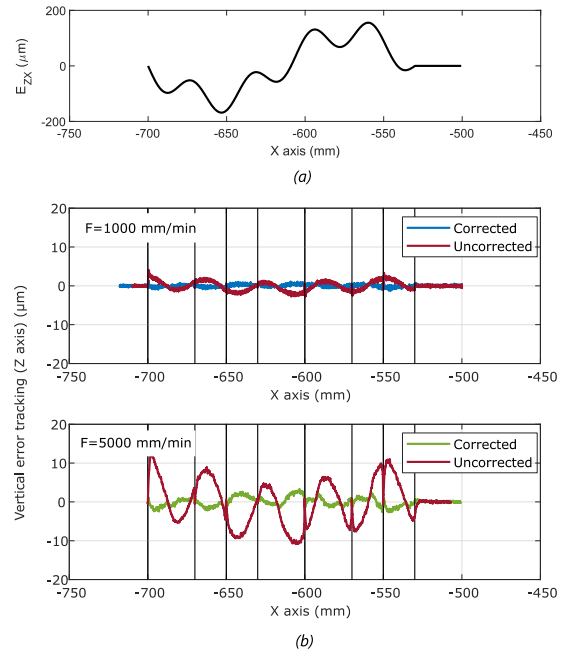 200
0
-200
E_ZX (μm)
-750 -700 -650 -600 -550 -500 -450
X axis (mm)
(a)
Vertical error tracking (Z axis) (μm)
20
10
0
-10
-20
F=1000 mm/min
Corrected
Uncorrected
-750 -700 -650 -600 -550 -500 -450
X axis (mm)
20
10
0
-10
-20
F=5000 mm/min
Corrected
Uncorrected
-750 -700 -650 -600 -550 -500 -450
X axis (mm)
(b)